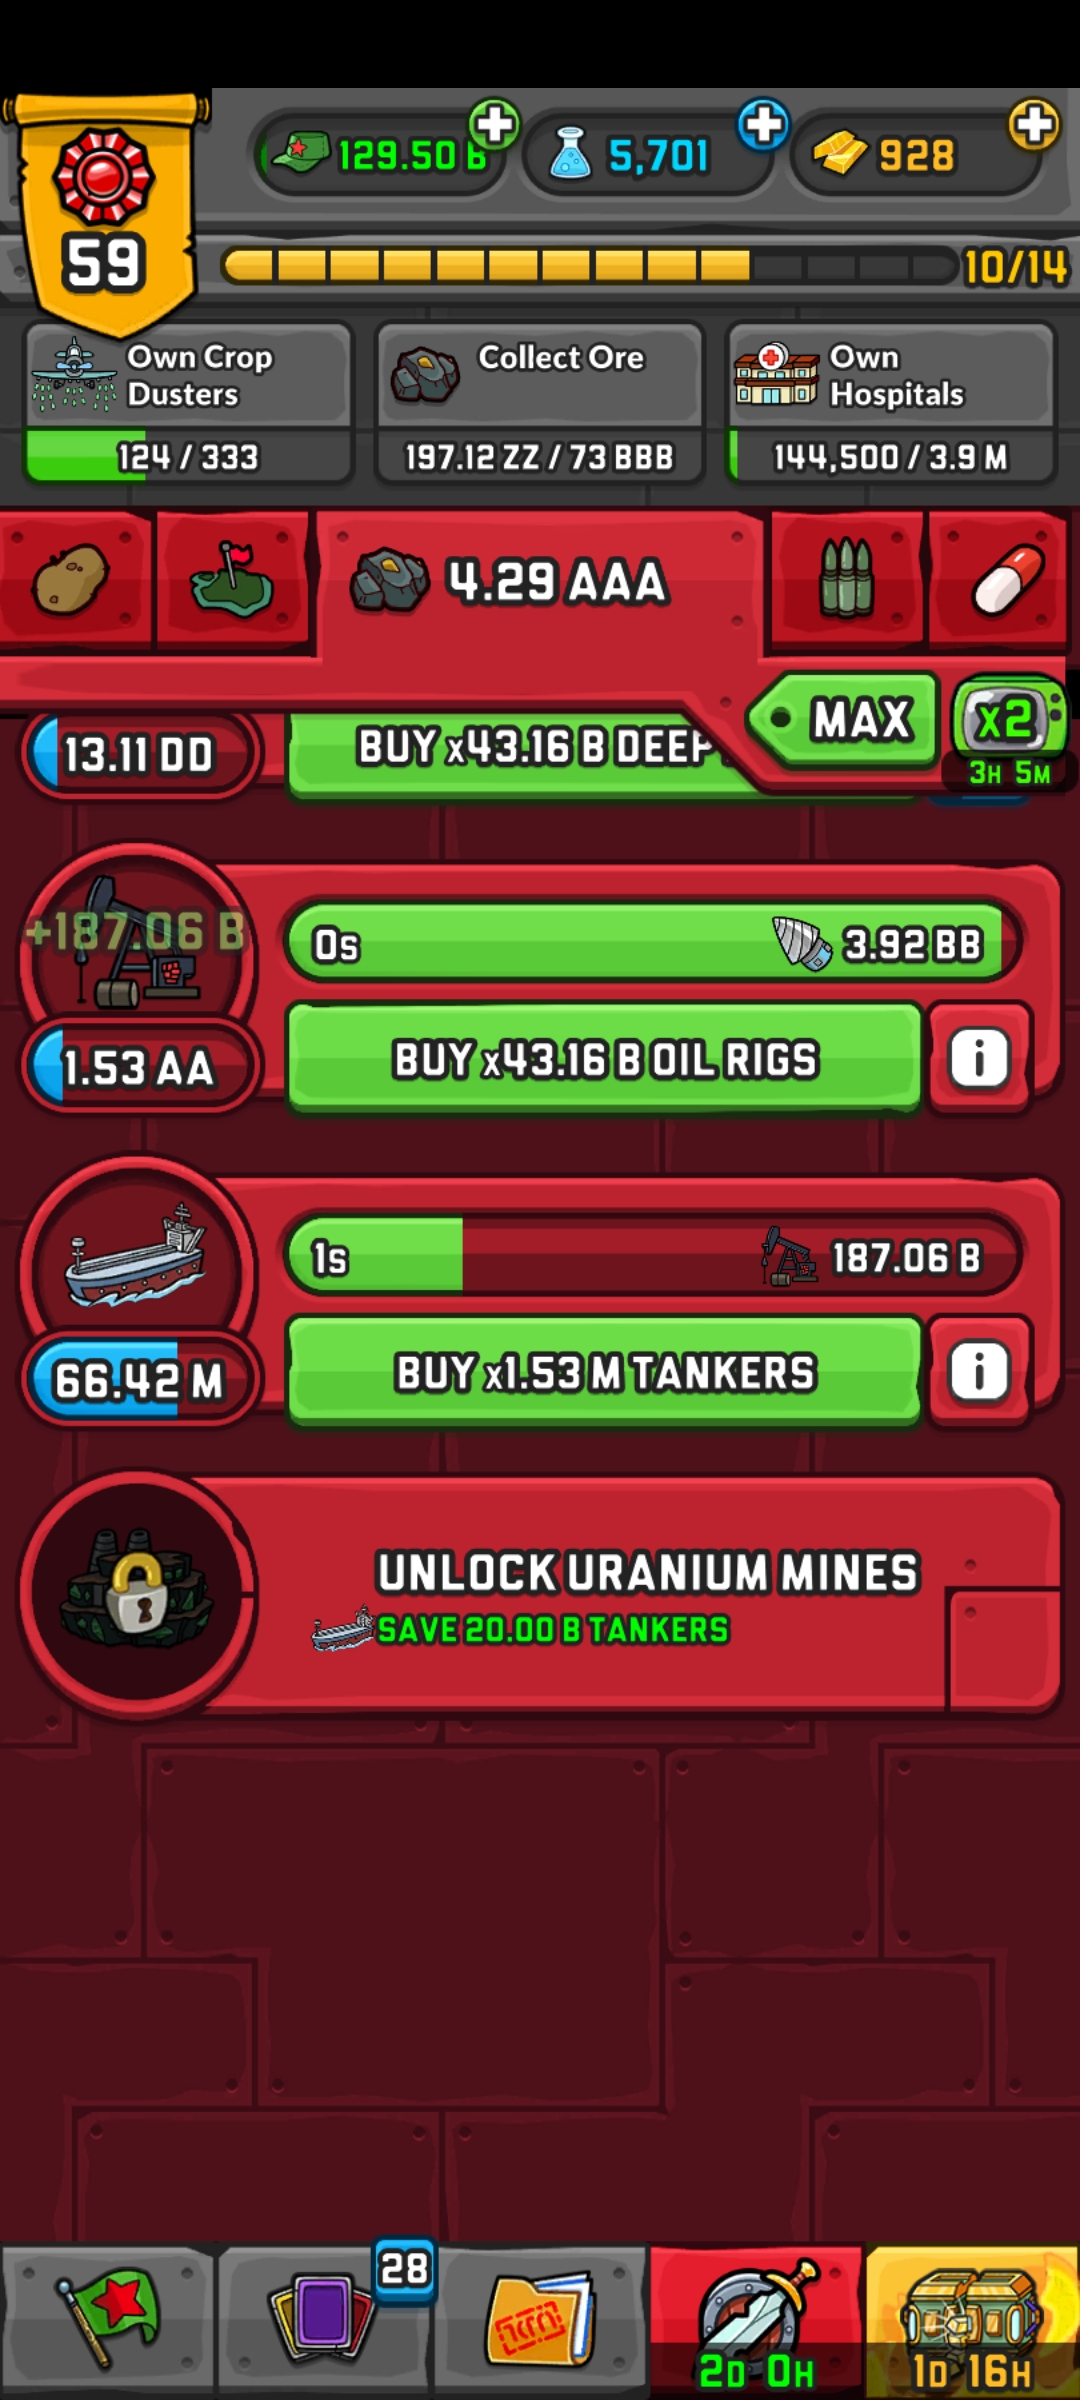 129.50 B
5,701
928
59
10/14
Own Crop
Dusters
124 / 333
Collect Ore
197.12 ZZ / 73 BBB
Own
Hospitals
144,500 / 3.9 M
4.29 AAA
MAX
x2
3H 5M
13.11 DD
BUY x43.16 B DEEP
+187.06 B
0s
3.92 BB
1.53 AA
BUY x43.16 B OIL RIGS
i
1s
187.06 B
66.42 M
BUY x1.53 M TANKERS
i
UNLOCK URANIUM MINES
SAVE 20.00 B TANKERS
28
2D 0H
1D 16H